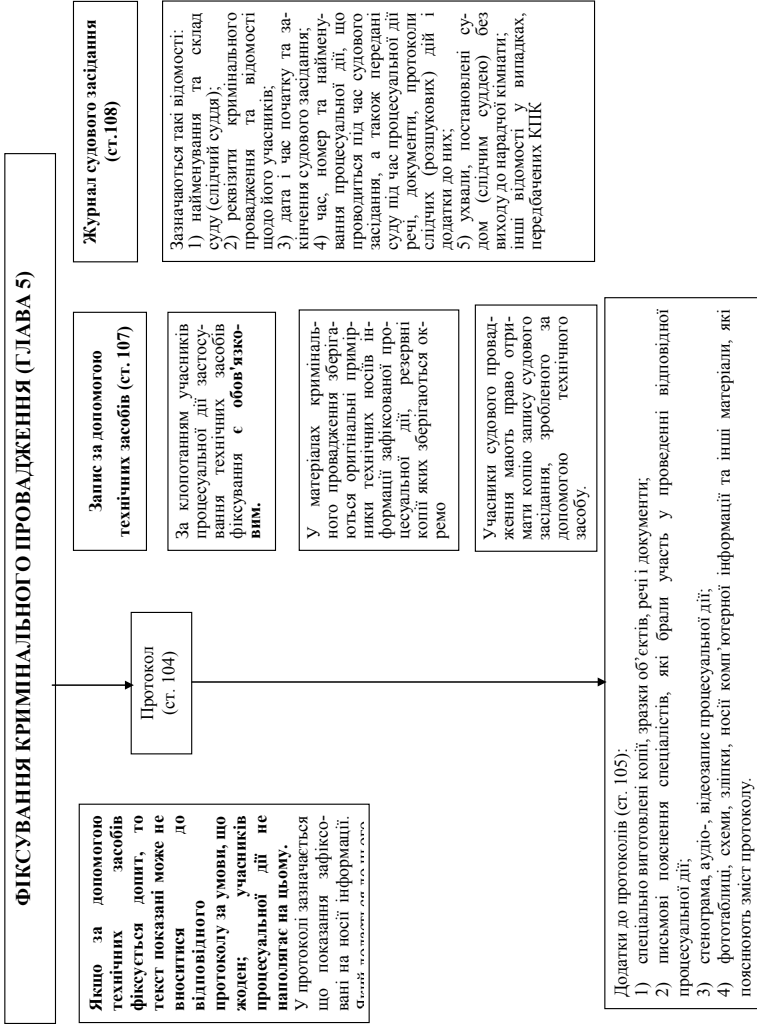 ФІКСУВАННЯ КРИМІНАЛЬНОГО ПРОВАДЖЕННЯ (ГЛАВА 5)
Якщо за допомогою
технічних засобів
фіксується допит, то
текст показані може не
вноситися до
відповідного
протоколу за умови, що
жоден; учасників
процесуальної дії не
наполягає на цьому.
У протоколі зазначається
що показання зафіксо-
вані на носії інформації.
Протокол
(ст. 104)
Запис за допомогою
технічних засобів (ст. 107)
За клопотанням учасників
процесуальної дії застосу-
вання технічних засобів
фіксування є обов'язко-
вим.
У матеріалах криміналь-
ного провадження зберіга-
ються оригінальні примір-
ники технічних носіїв ін-
формації зафіксованої про-
цесуальної дії, резервні
копії яких зберігаються ок-
ремо
Учасники судового провад-
ження мають право отри-
мати копію запису судового
засідання, зробленого за
допомогою технічного
засобу.
Журнал судового засідання
(ст.108)
Зазначаються такі відомості:
1) найменування та склад
суду (слідчий суддя);
2) реквізити кримінального
провадження та відомості
щодо його учасників;
3) дата і час початку та за-
кінчення судового засідання;
4) час, номер та наймену-
вання процесуальної дії, що
проводиться під час судового
засідання, а також передані
суду під час процесуальної дії
речі, документи, протоколи
слідчих (розшукових) дій і
додатки до них;
5) ухвали, постановлені су-
дом (слідчим суддею) без
виходу до нарадчої кімнати;
інші відомості у випадках,
передбачених КПК
Додатки до протоколів (ст. 105):
1) спеціально виготовлені копії, зразки об’єктів, речі і документи;
2) письмові пояснення спеціалістів, які брали участь у проведенні відповідної
процесуальної дії;
3) стенограма, аудіо-, відеозапис процесуальної дії;
4) фототаблиці, схеми, зліпки, носії комп’ютерної інформації та інші матеріали, які
пояснюють зміст протоколу.